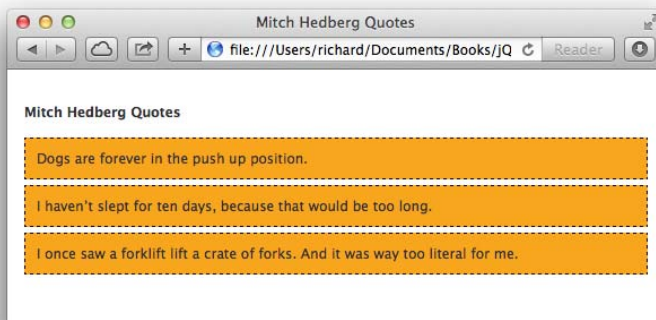 Mitch Hedberg Quotes
file:///Users/richard/Documents/Books/jQ
Reader
Mitch Hedberg Quotes
Dogs are forever in the push up position.
I haven't slept for ten days, because that would be too long.
I once saw a forklift lift a crate of forks. And it was way too literal for me.